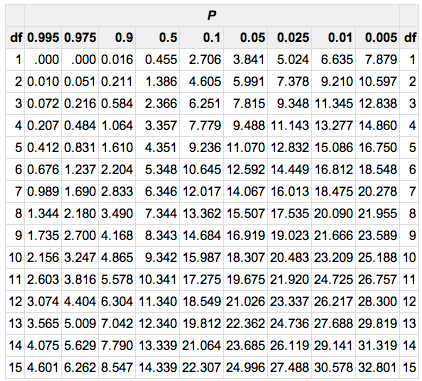 P
df 0.995 0.975 0.9 0.5 0.1 0.05 0.025 0.01 0.005 df
1 .000 .000 0.016 0.455 2.706 3.841 5.024 6.635 7.879 1
2 0.010 0.051 0.211 1.386 4.605 5.991 7.378 9.210 10.597 2
3 0.072 0.216 0.584 2.366 6.251 7.815 9.348 11.345 12.838 3
4 0.207 0.484 1.064 3.357 7.779 9.488 11.143 13.277 14.860 4
5 0.412 0.831 1.610 4.351 9.236 11.070 12.832 15.086 16.750 5
6 0.676 1.237 2.204 5.348 10.645 12.592 14.449 16.812 18.548 6
7 0.989 1.690 2.833 6.346 12.017 14.067 16.013 18.475 20.278 7
8 1.344 2.180 3.490 7.344 13.362 15.507 17.535 20.090 21.955 8
9 1.735 2.700 4.168 8.343 14.684 16.919 19.023 21.666 23.589 9
10 2.156 3.247 4.865 9.342 15.987 18.307 20.483 23.209 25.188 10
11 2.603 3.816 5.578 10.341 17.275 19.675 21.920 24.725 26.757 11
12 3.074 4.404 6.304 11.340 18.549 21.026 23.337 26.217 28.300 12
13 3.565 5.009 7.042 12.340 19.812 22.362 24.736 27.688 29.819 13
14 4.075 5.629 7.790 13.339 21.064 23.685 26.119 29.141 31.319 14
15 4.601 6.262 8.547 14.339 22.307 24.996 27.488 30.578 32.801 15